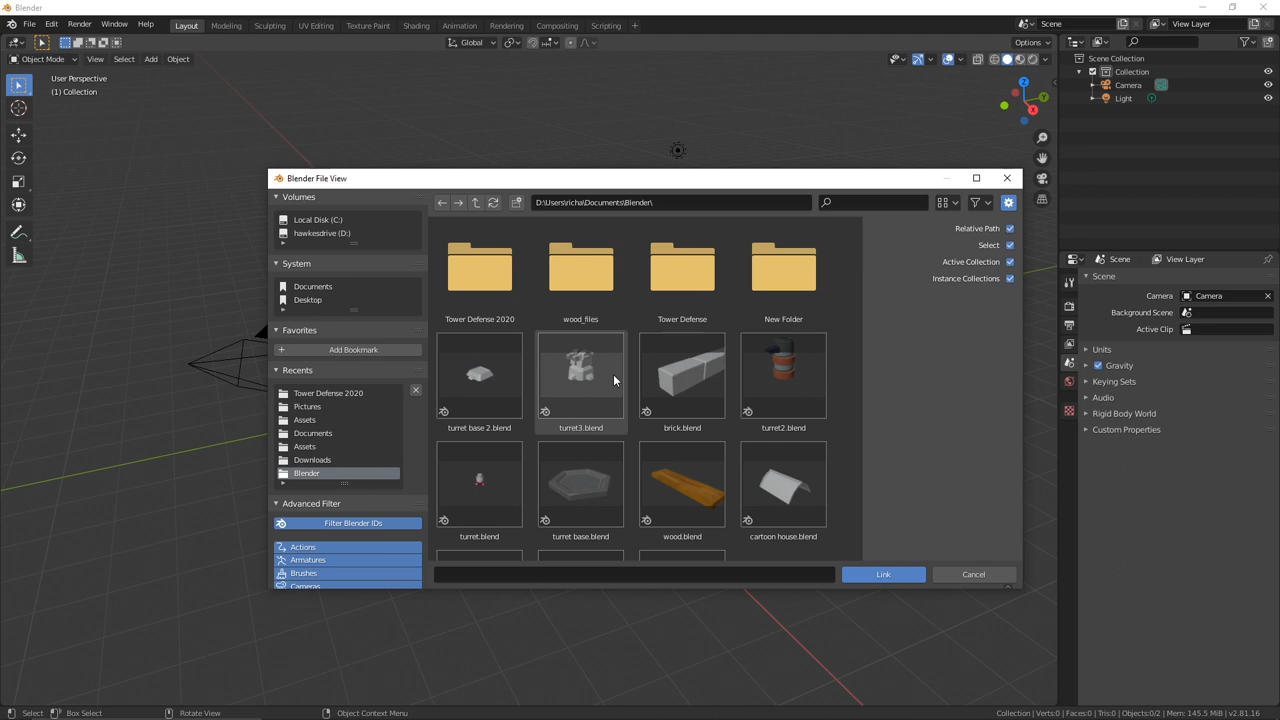 Blender
File Edit Render Window Help Layout Modeling Sculpting UV Editing Texture Paint Shading Animation Rendering Compositing Scripting + Scene View Layer
Global Options
Object Mode View Select Add Object
User Perspective
(1) Collection
Z
Y
X
Scene Collection
Collection
Camera
Light
Blender File View
Volumes
Local Disk (C:)
hawkesdrive (D:)
System
Documents
Desktop
Favorites
Add Bookmark
Recents
Tower Defense 2020
Pictures
Assets
Documents
Assets
Downloads
Blender
Advanced Filter
Filter Blender IDs
Actions
Armatures
Brushes
Cameras
D:\Users\richa\Documents\Blender\
Tower Defense 2020 wood_files Tower Defense New Folder
turret base 2.blend turret3.blend brick.blend turret2.blend
turret.blend turret base.blend wood.blend cartoon house.blend
Relative Path
Select
Active Collection
Instance Collections
Link Cancel
Scene View Layer
Scene
Camera Camera
Background Scene
Active Clip
Units
Gravity
Keying Sets
Audio
Rigid Body World
Custom Properties
Select Box Select Rotate View Object Context Menu Collection | Verts:0 | Faces:0 | Tris:0 | Objects:0/2 | Mem: 145.5 MiB | v2.81.16